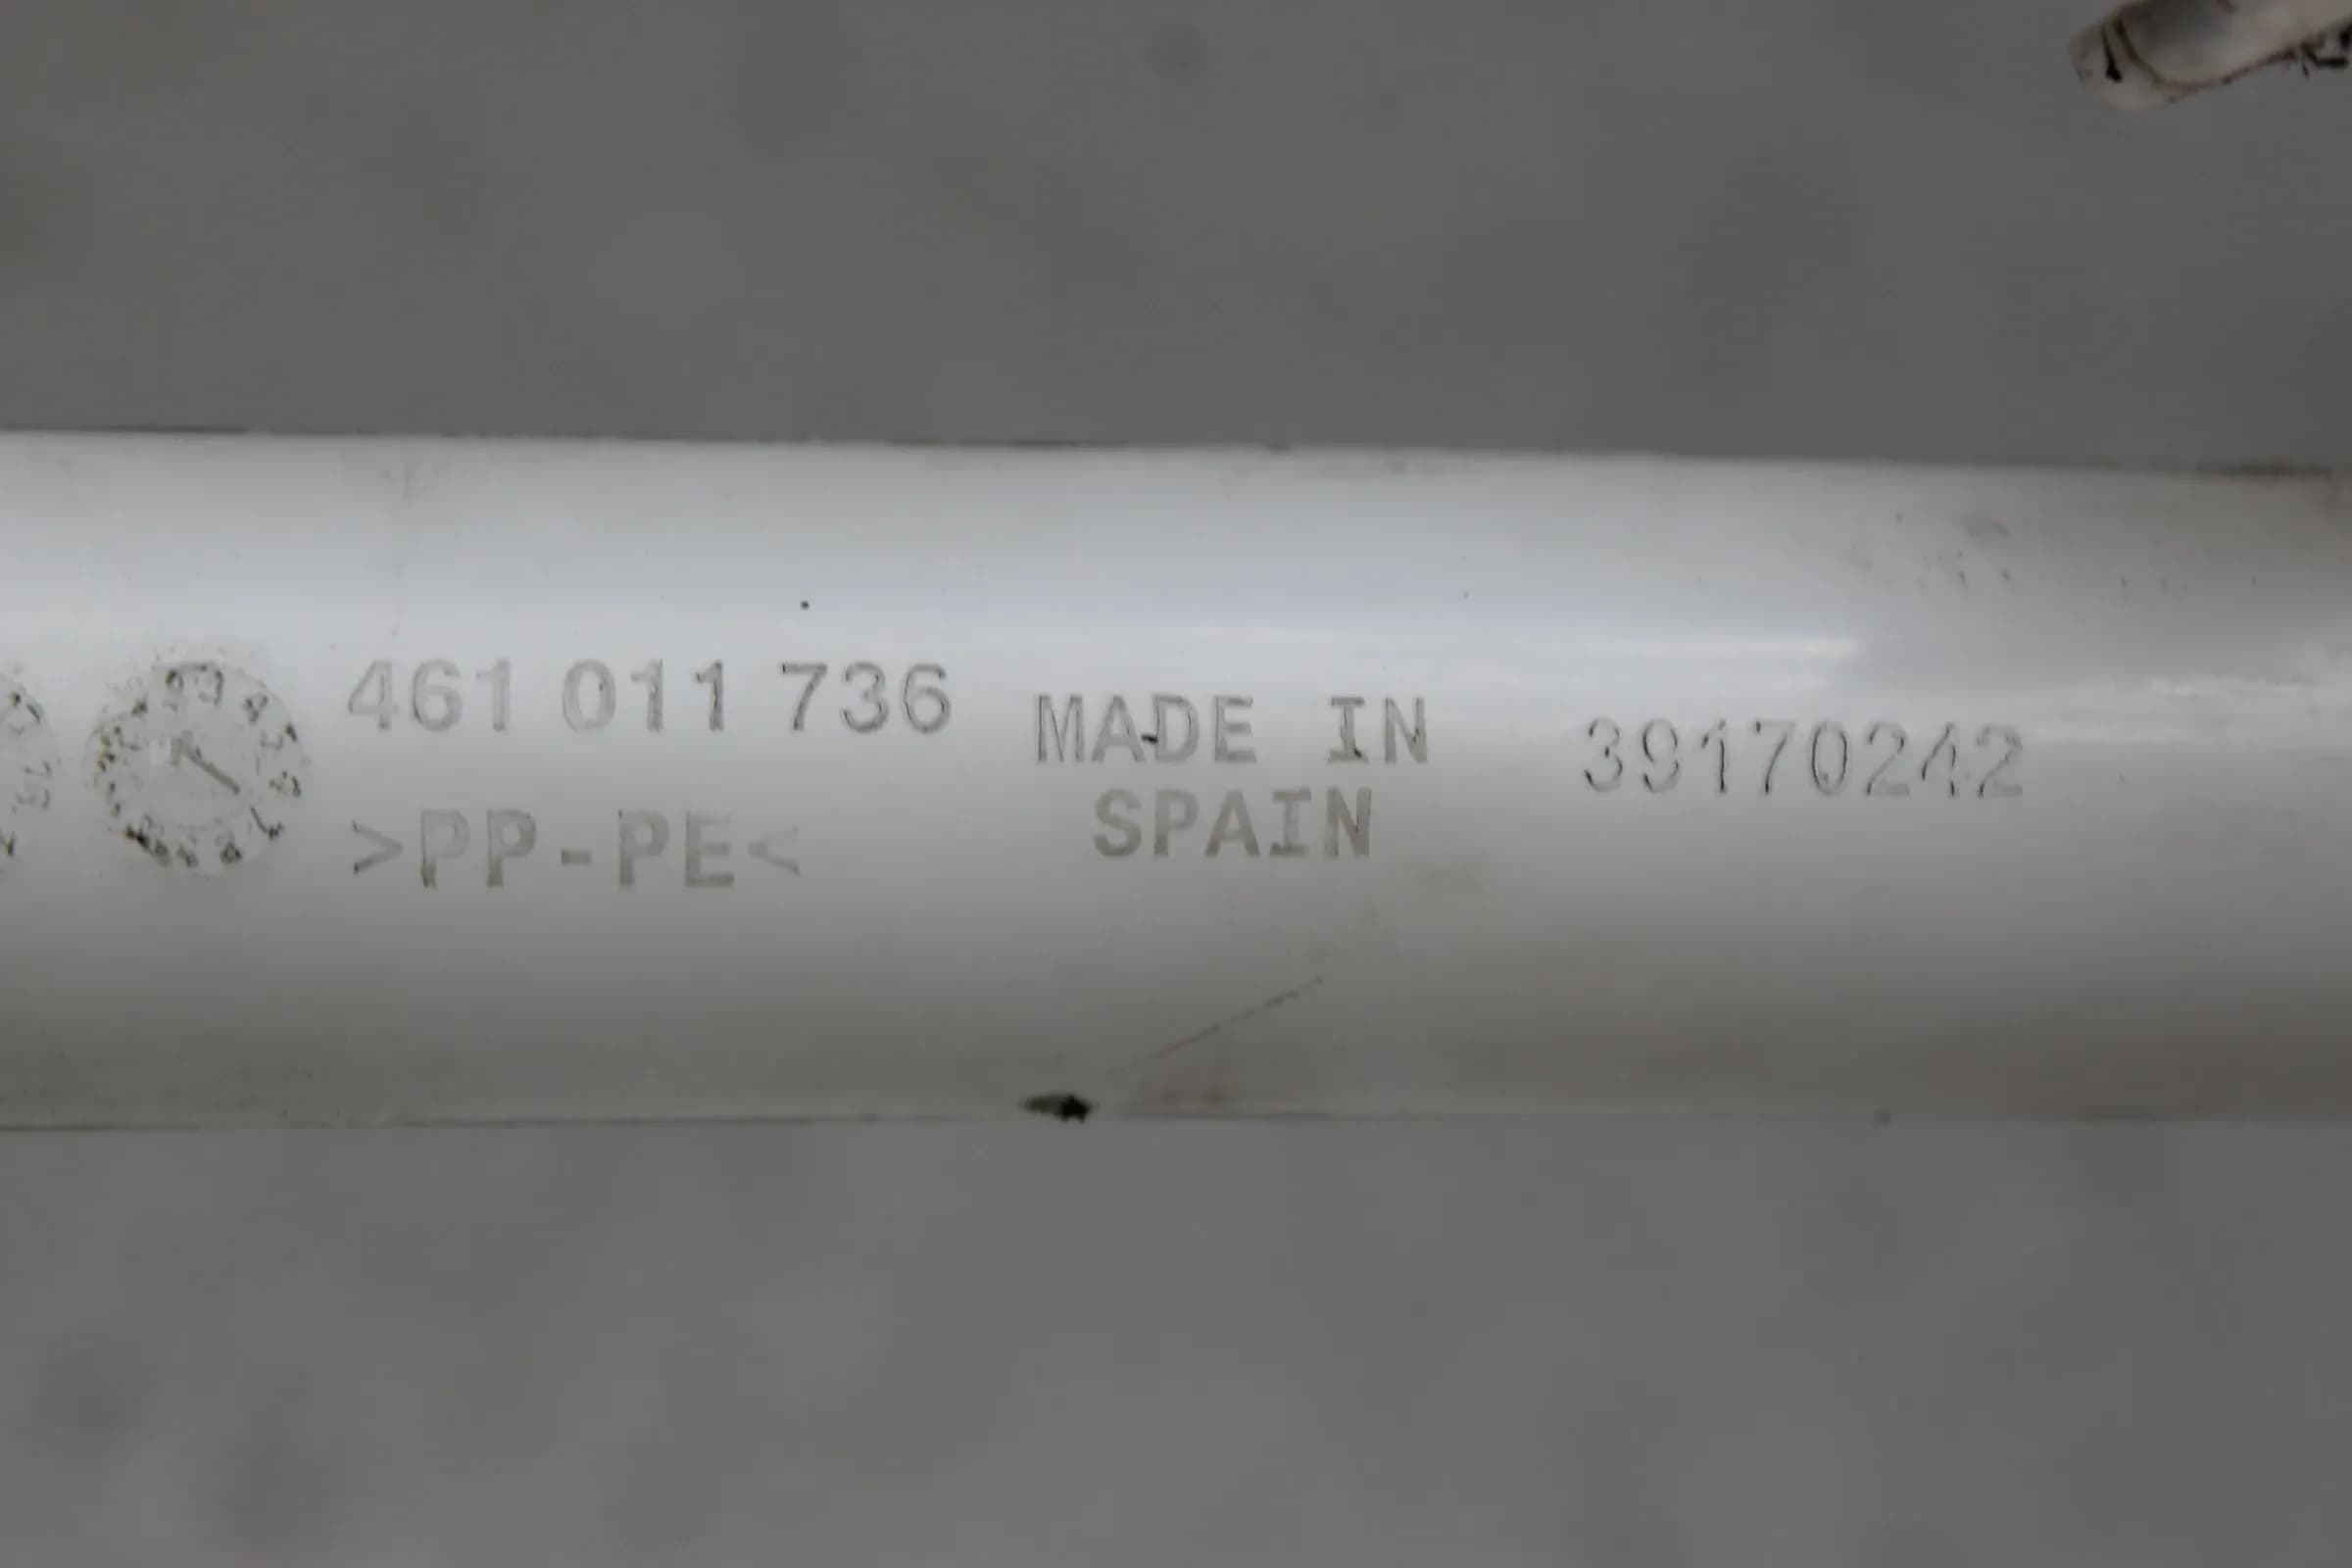 461 011 736
>PP-PE<
MADE IN
SPAIN
39170242